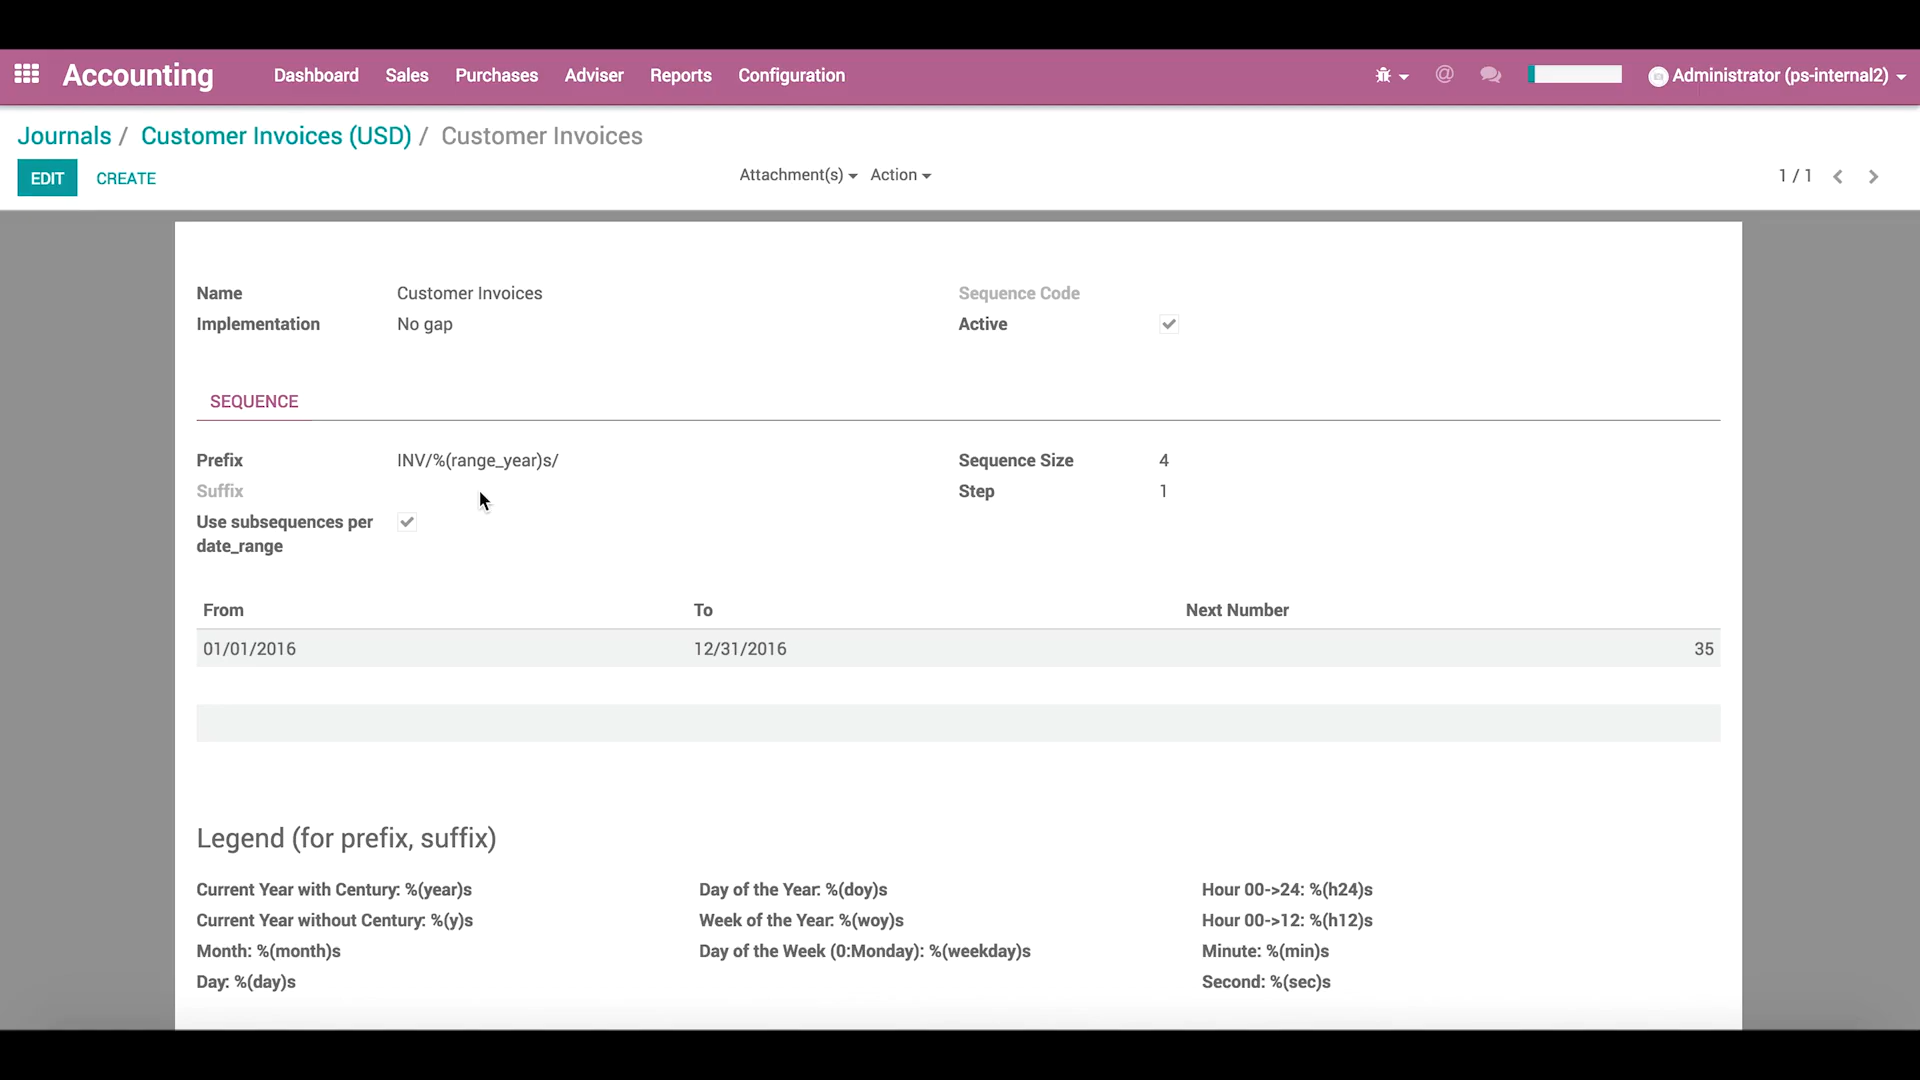 Accounting Dashboard Sales Purchases Adviser Reports Configuration @ Administrator (ps-internal2)
Journals / Customer Invoices (USD) / Customer Invoices
EDIT CREATE Attachment(s) Action 1 / 1
Name Customer Invoices Sequence Code
Implementation No gap Active
SEQUENCE
Prefix INV/%(range_year)s/ Sequence Size 4
Suffix Step 1
Use subsequences per
date_range
From To Next Number
01/01/2016 12/31/2016 35
Legend (for prefix, suffix)
Current Year with Century: %(year)s Day of the Year: %(doy)s Hour 00->24: %(h24)s
Current Year without Century: %(y)s Week of the Year: %(woy)s Hour 00->12: %(h12)s
Month: %(month)s Day of the Week (0:Monday): %(weekday)s Minute: %(min)s
Day: %(day)s Second: %(sec)s